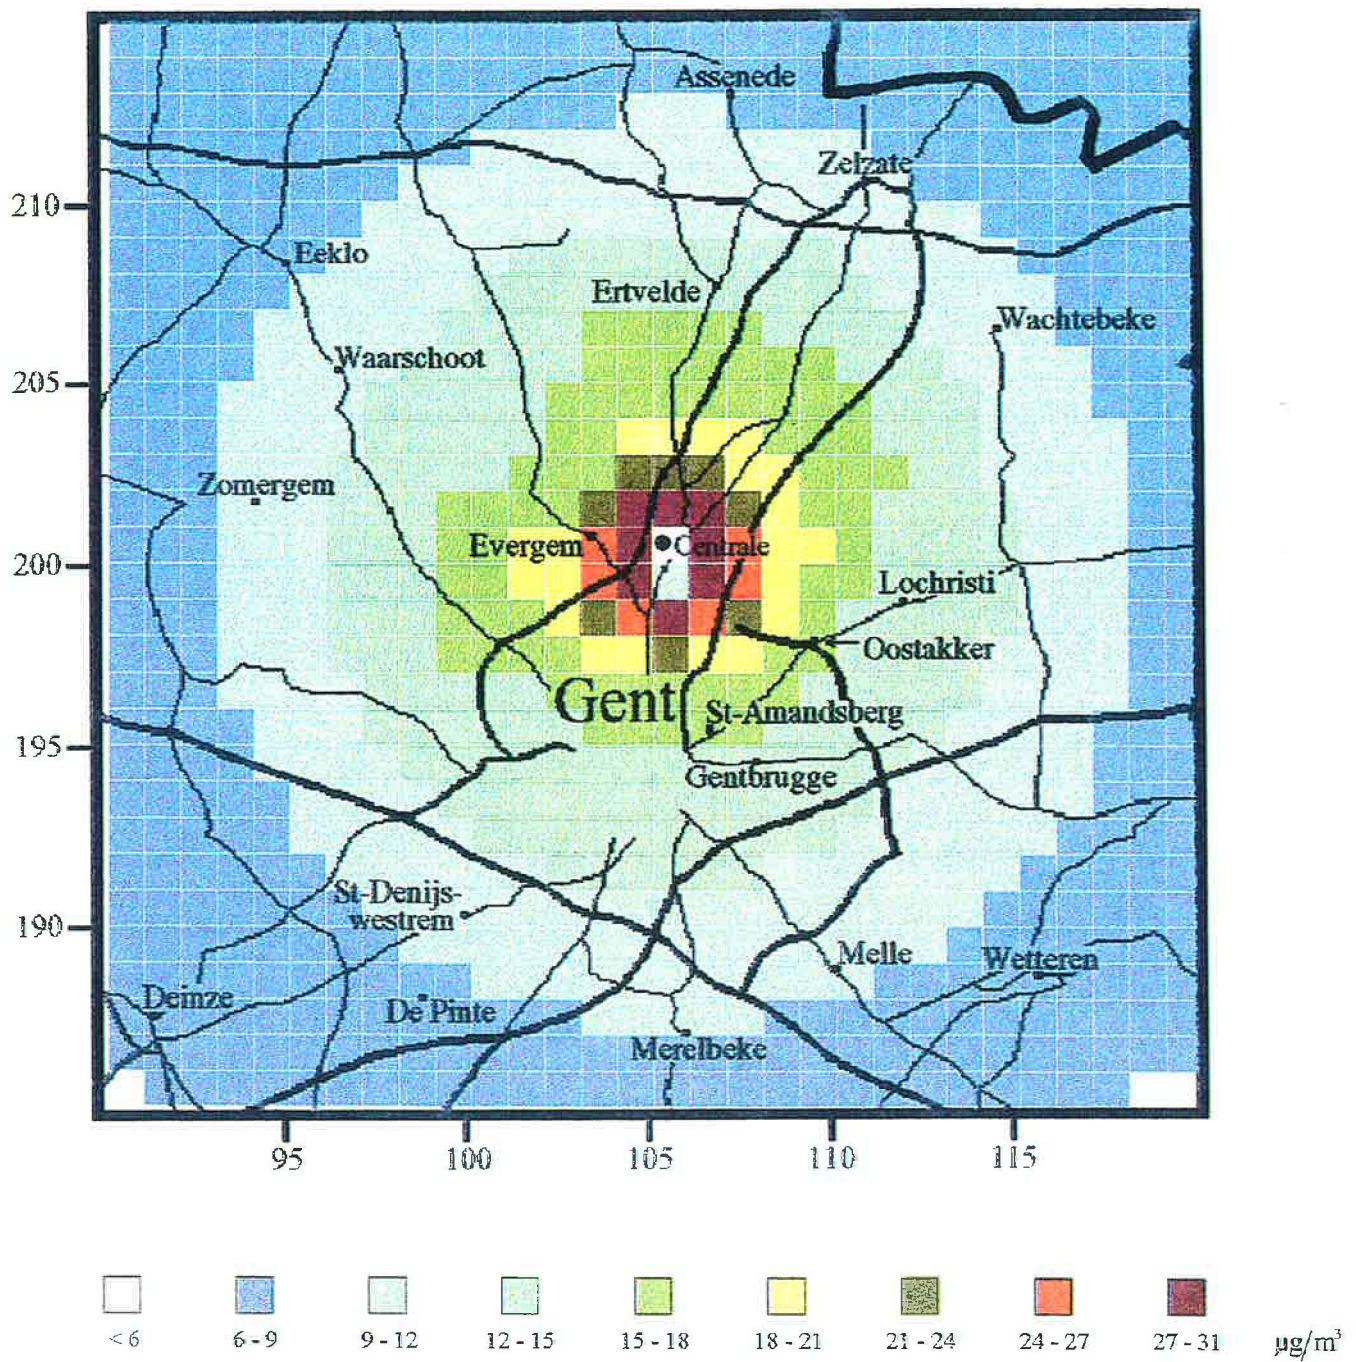 Assenede
Zelzate
210
Eeklo
Ertvelde
Wachtebeke
Waarschoot
205
Zomergem
Evergem
Centrale
200
Lochristi
Oostakker
Gent
St-Amandsberg
195
Gentbrugge
St-Denijs-
westrem
190
Melle
Wetteren
Deinze
De Pinte
Merelbeke
95 100 105 110 115
< 6 6 - 9 9 - 12 12 - 15 15 - 18 18 - 21 21 - 24 24 - 27 27 - 31 µg/m³